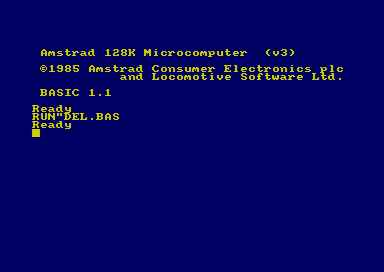 Amstrad 128K Microcomputer  (v3)
©1985 Amstrad Consumer Electronics plc
and Locomotive Software Ltd.
BASIC 1.1
Ready
RUN"DEL.BAS
Ready